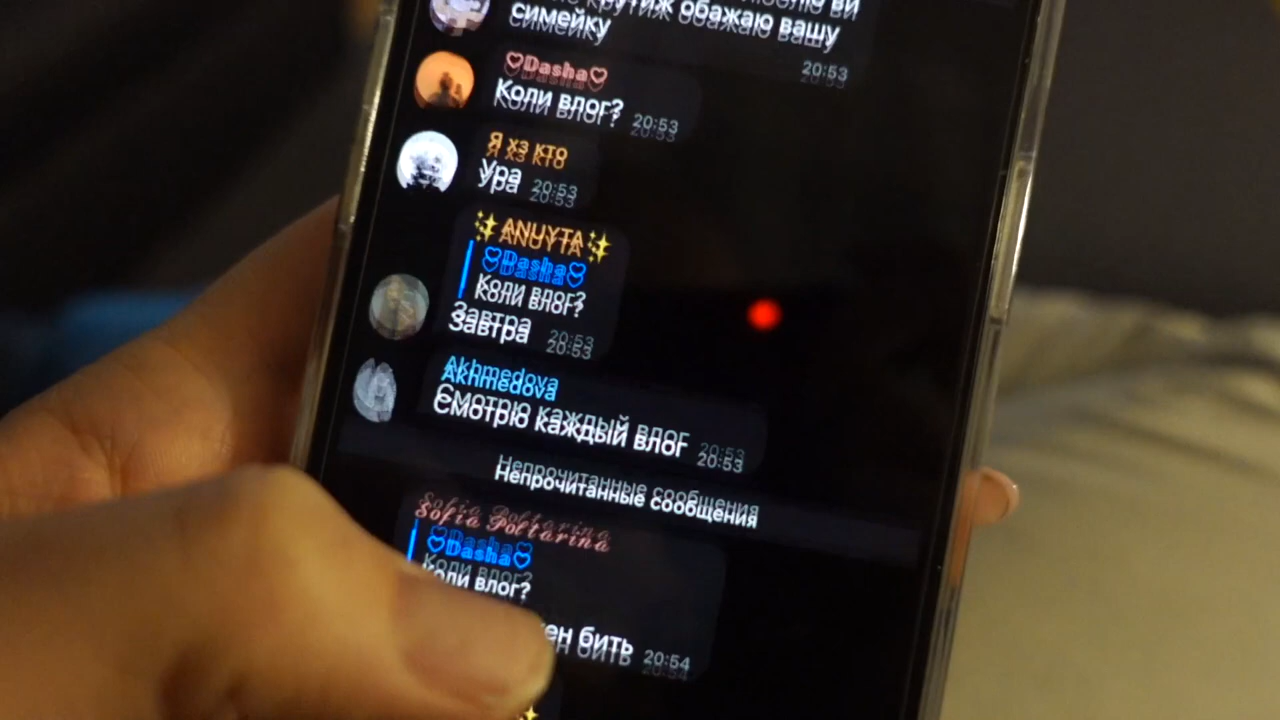 обажаю вашу
симейку
20:53
♡Dasha♡
Коли влог? 20:53
Я хз кто
Ура 20:53
✨ANUYTA✨
♡Dasha♡
Коли влог?
Завтра 20:53
Akhmedova
Смотрю каждый влог 20:53
Непрочитанные сообщения
Sofia Poltarina
♡Dasha♡
Коли влог?
бить 20:54